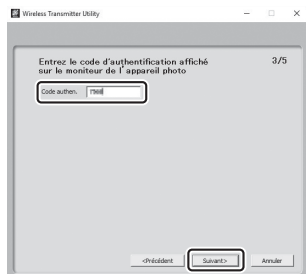 Wireless Transmitter Utility
Entrez le code d'authentification affiché
sur le moniteur de l'appareil photo
3/5
Code authen.
<Précédent
Suivant>
Annuler